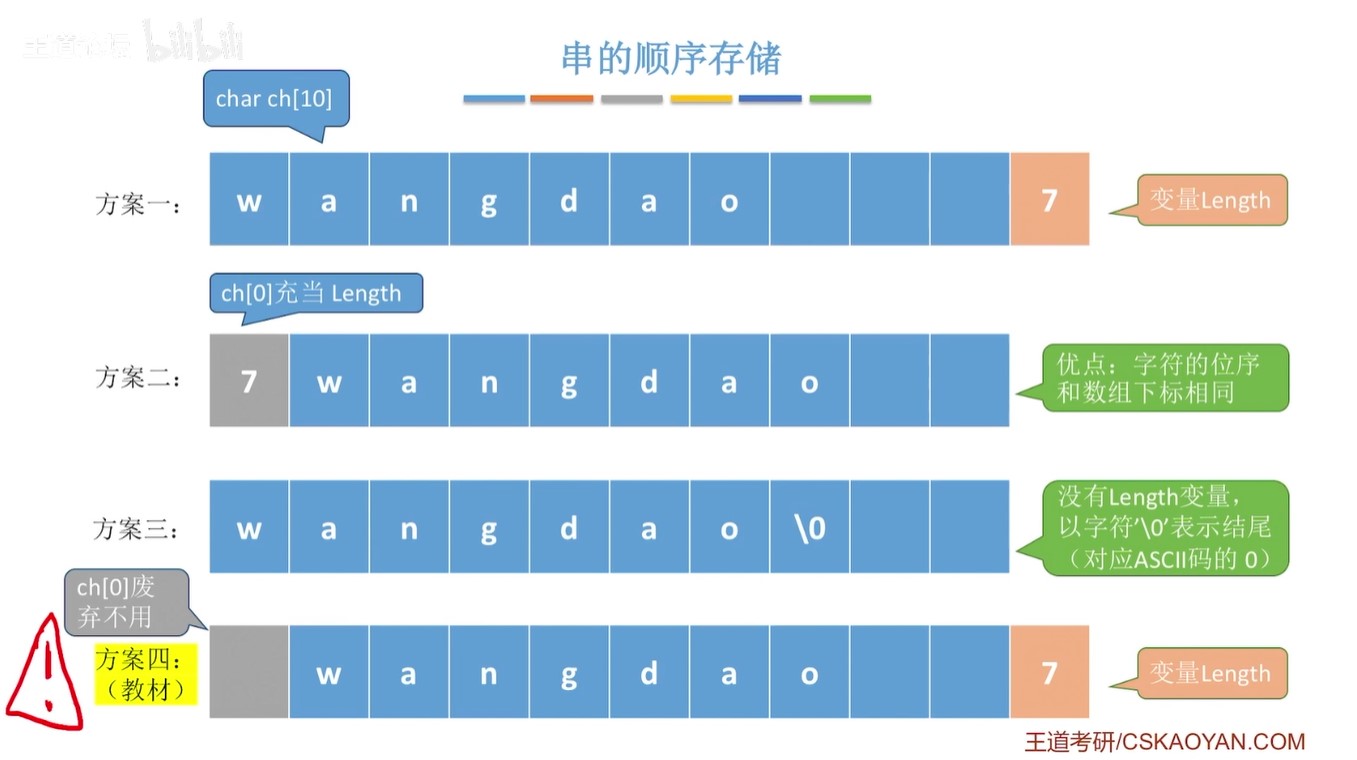 王道论坛 bilibili
串的顺序存储
char ch[10]
方案一：
w a n g d a o 7
变量Length
ch[0]充当 Length
方案二：
7 w a n g d a o
优点：字符的位序
和数组下标相同
方案三：
w a n g d a o \0
没有Length变量，
以字符'\0'表示结尾
（对应ASCII码的 0）
ch[0]废
弃不用
方案四：
（教材）
w a n g d a o 7
变量Length
王道考研/CSKAOYAN.COM